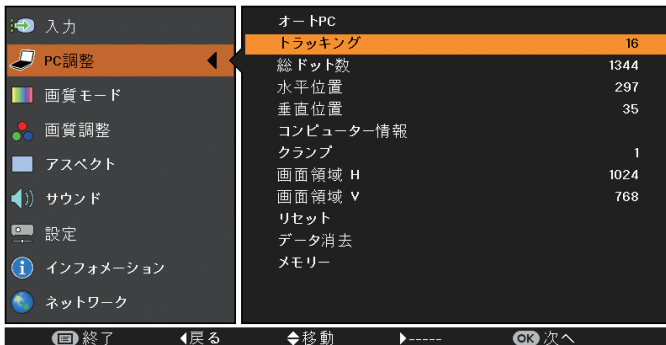 入力
PC調整
画質モード
画質調整
アスペクト
サウンド
設定
インフォメーション
ネットワーク
オートPC
トラッキング 16
総ドット数 1344
水平位置 297
垂直位置 35
コンピューター情報
クランプ 1
画面領域 H 1024
画面領域 V 768
リセット
データ消去
メモリー
終了 戻る 移動 ----- OK 次へ